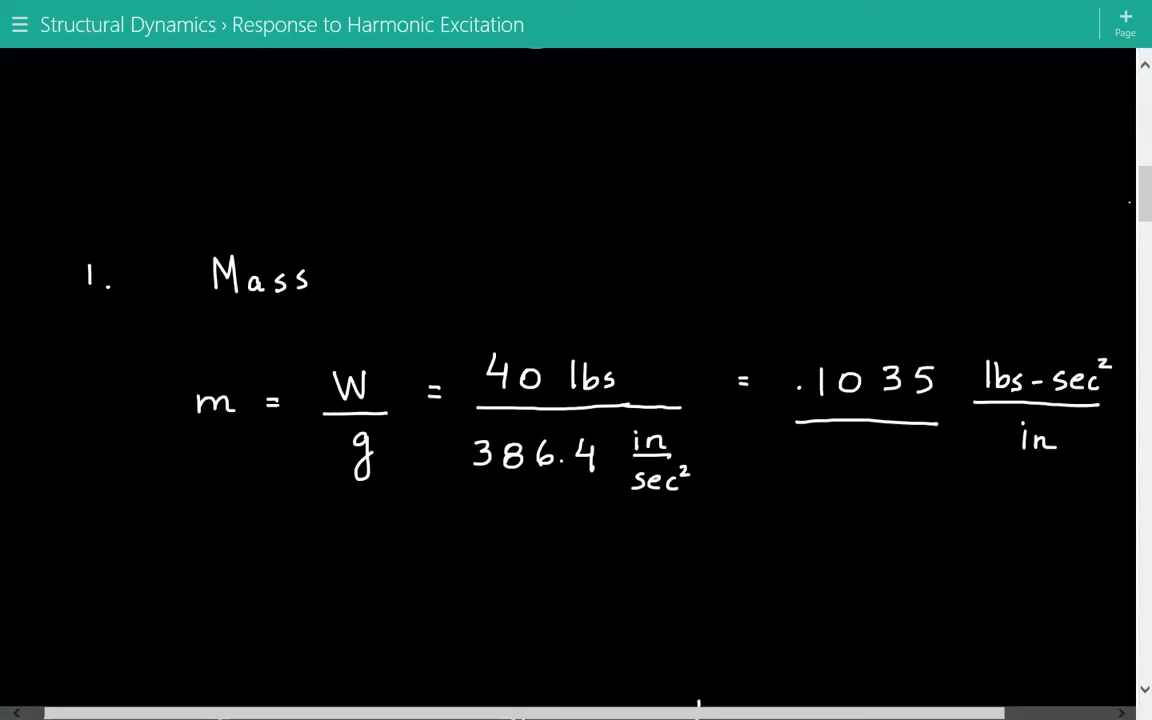 Structural Dynamics › Response to Harmonic Excitation
Page
1. Mass
m = W / g = 40 lbs / 386.4 in / sec² = .1035 lbs-sec² / in